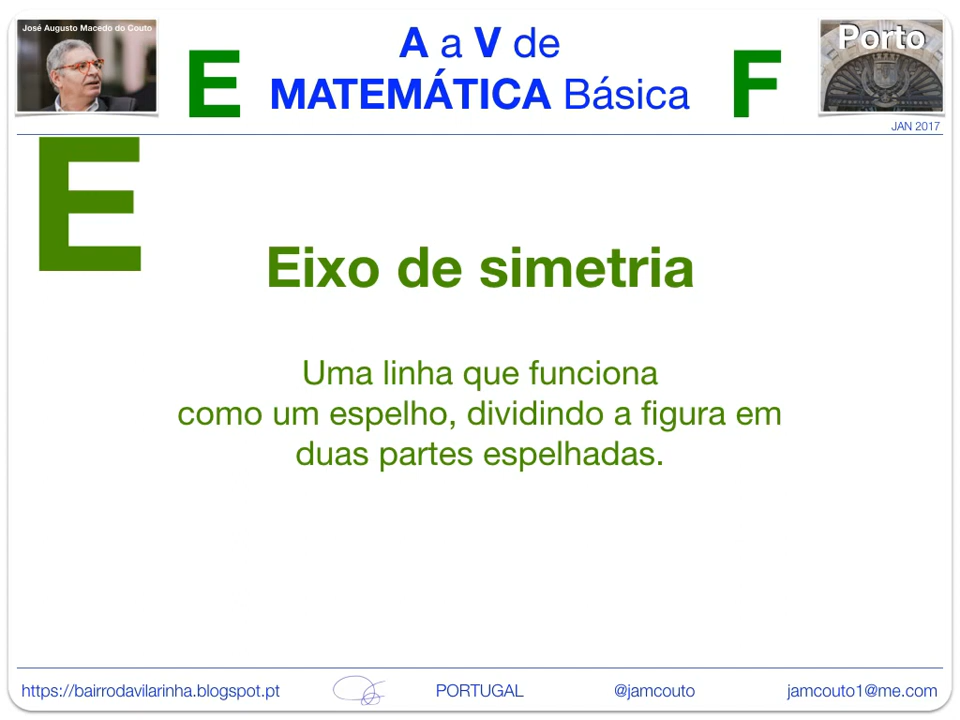 José Augusto Macedo do Couto
E
A a V de
MATEMÁTICA Básica
F
Porto
JAN 2017
E
Eixo de simetria
Uma linha que funciona
como um espelho, dividindo a figura em
duas partes espelhadas.
https://bairrodavilarinha.blogspot.pt
PORTUGAL
@jamcouto
jamcouto1@me.com